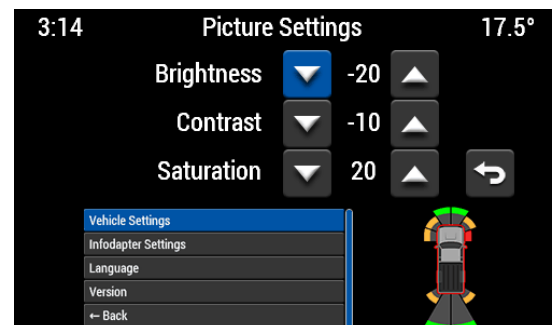 3:14 Picture Settings 17.5°
Brightness -20
Contrast -10
Saturation 20
Vehicle Settings
Infodapter Settings
Language
Version
← Back